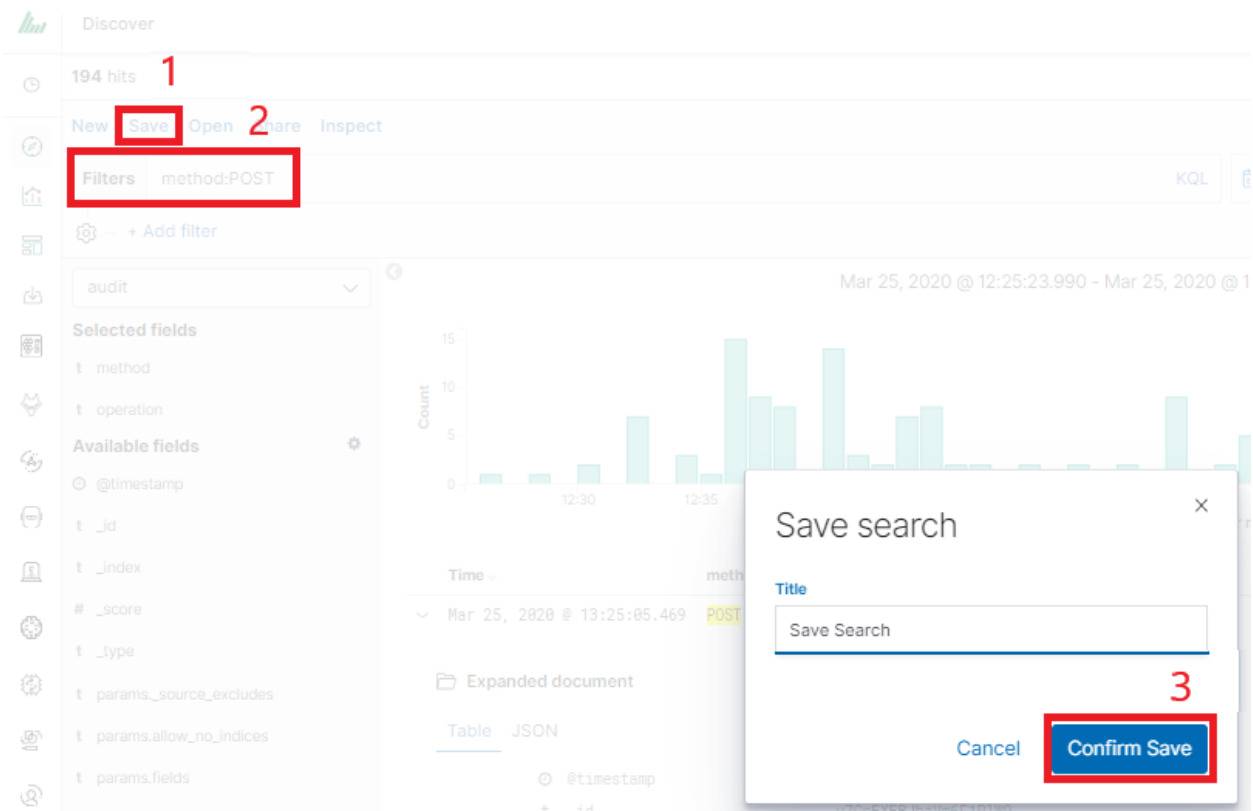 Discover
194 hits
1
New Save Open Share Inspect
2
Filters method:POST KQL
+ Add filter
audit
Mar 25, 2020 @ 12:25:23.990 - Mar 25, 2020 @ 1
Selected fields
t method
t operation
Available fields
@timestamp
t _id
t _index
# _score
t _type
t params._source_excludes
t params.allow_no_indices
t params.fields
Count
15
10
5
0
12:30 12:35
Time meth
Mar 25, 2020 @ 13:25:05.469 POST
Expanded document
Table JSON
@timestamp
t _id
Save search
Title
Save Search
3
Cancel Confirm Save